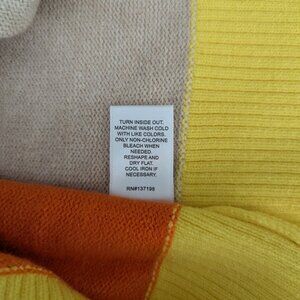 TURN INSIDE OUT.
MACHINE WASH COLD
WITH LIKE COLORS.
ONLY NON-CHLORINE
BLEACH WHEN
NEEDED.
RESHAPE AND
DRY FLAT.
COOL IRON IF
NECESSARY.
RN#137198